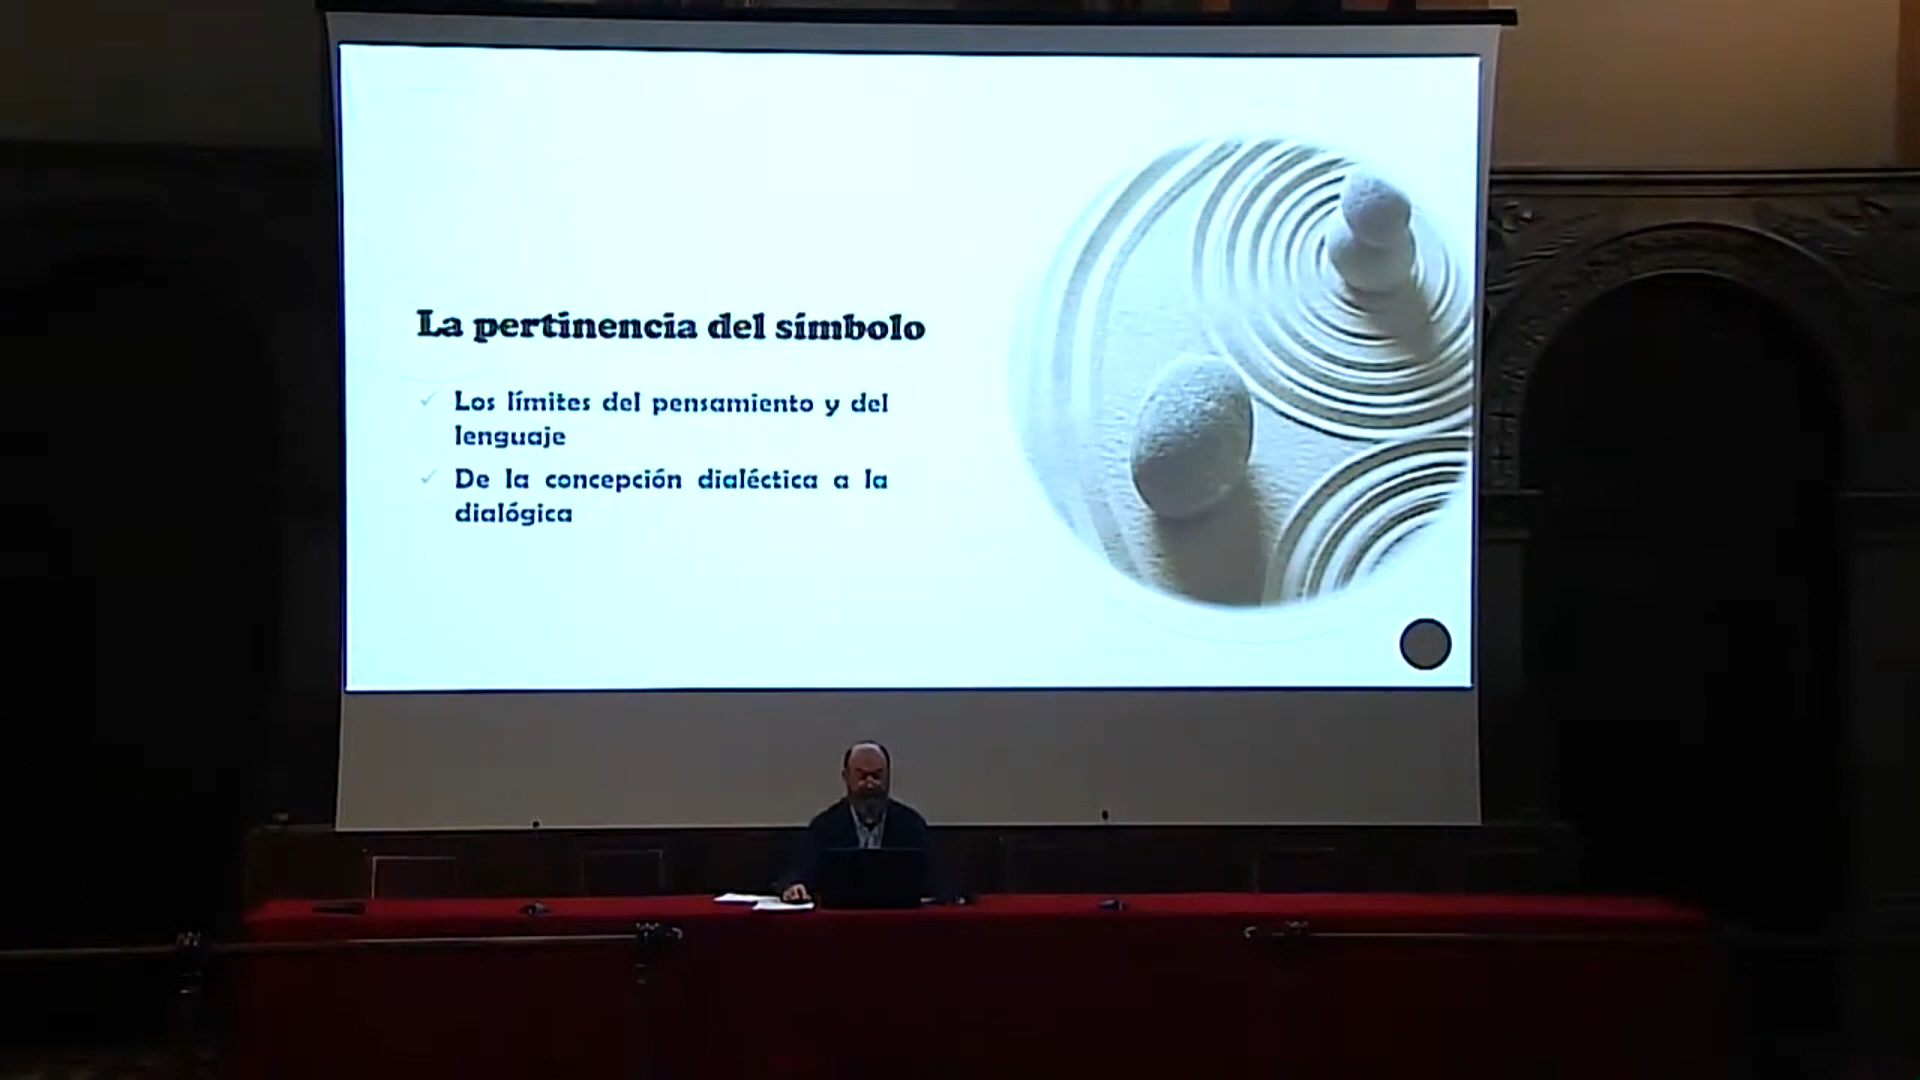 La pertinencia del símbolo
Los límites del pensamiento y del
lenguaje
De la concepción dialéctica a la
dialógica